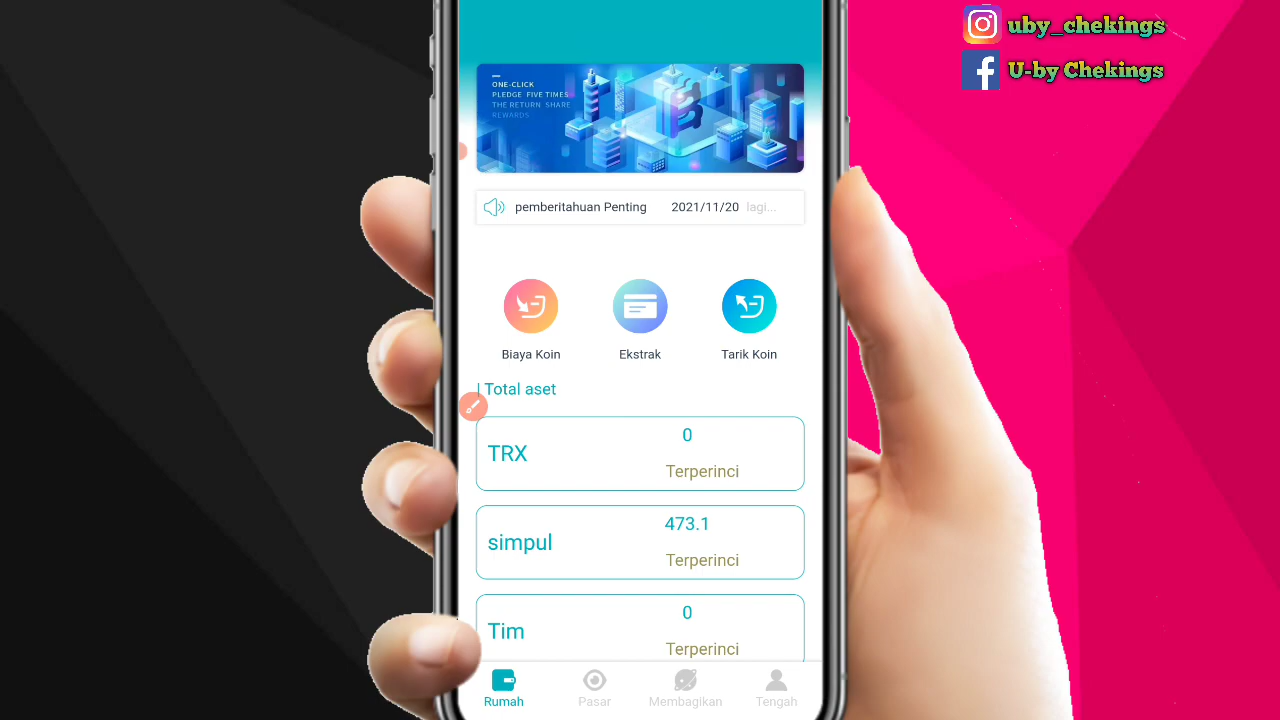 uby_chekings
U-by Chekings
ONE-CLICK
PLEDGE FIVE TIMES
THE RETURN SHARE
REWARDS
pemberitahuan Penting 2021/11/20 lagi...
Biaya Koin Ekstrak Tarik Koin
| Total aset
TRX
0
Terperinci
simpul
473.1
Terperinci
Tim
0
Terperinci
Rumah Pasar Membagikan Tengah